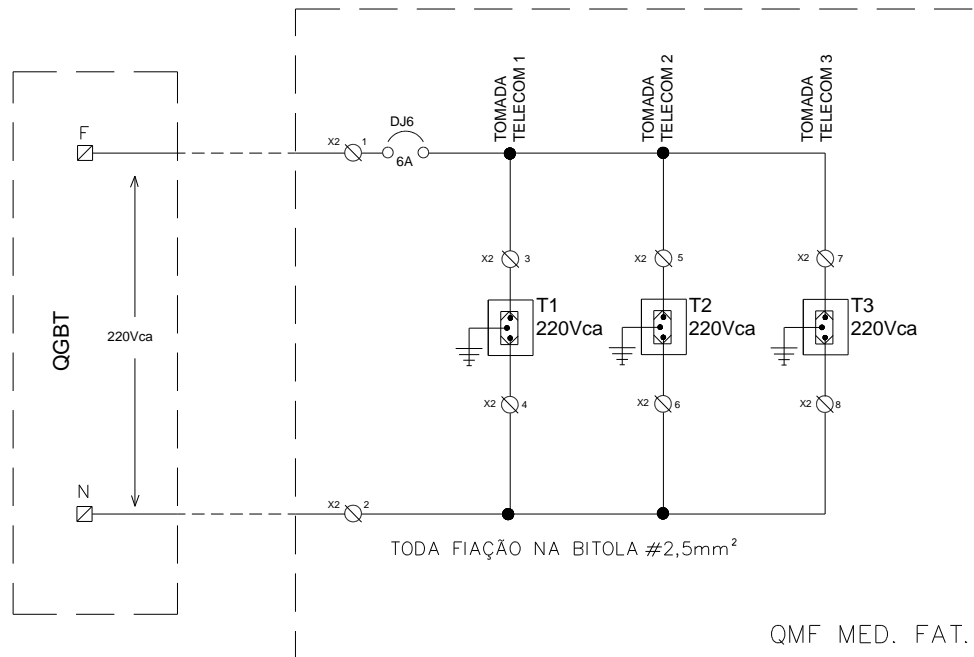 TOMADA
TELECOM 1
TOMADA
TELECOM 2
TOMADA
TELECOM 3
F
X2 1
DJ6
6A
X2 3
X2 5
X2 7
QGBT
220Vca
T1
220Vca
T2
220Vca
T3
220Vca
X2 4
X2 6
X2 8
N
X2 2
TODA FIAÇÃO NA BITOLA #2,5mm²
QMF MED. FAT.